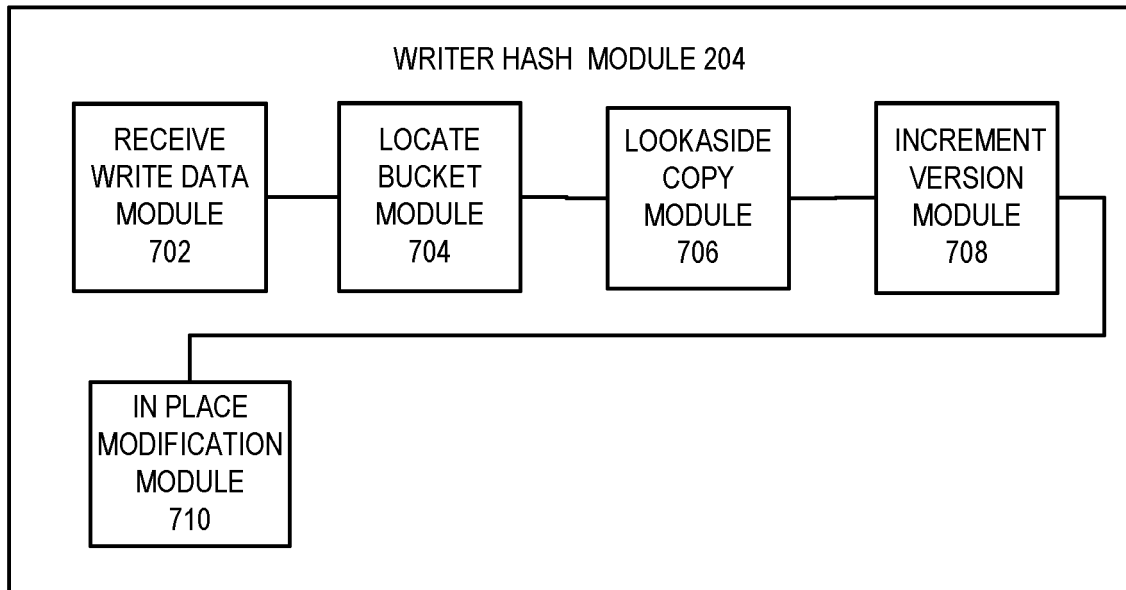 WRITER HASH MODULE 204
RECEIVE
WRITE DATA
MODULE
702
LOCATE
BUCKET
MODULE
704
LOOKASIDE
COPY
MODULE
706
INCREMENT
VERSION
MODULE
708
IN PLACE
MODIFICATION
MODULE
710